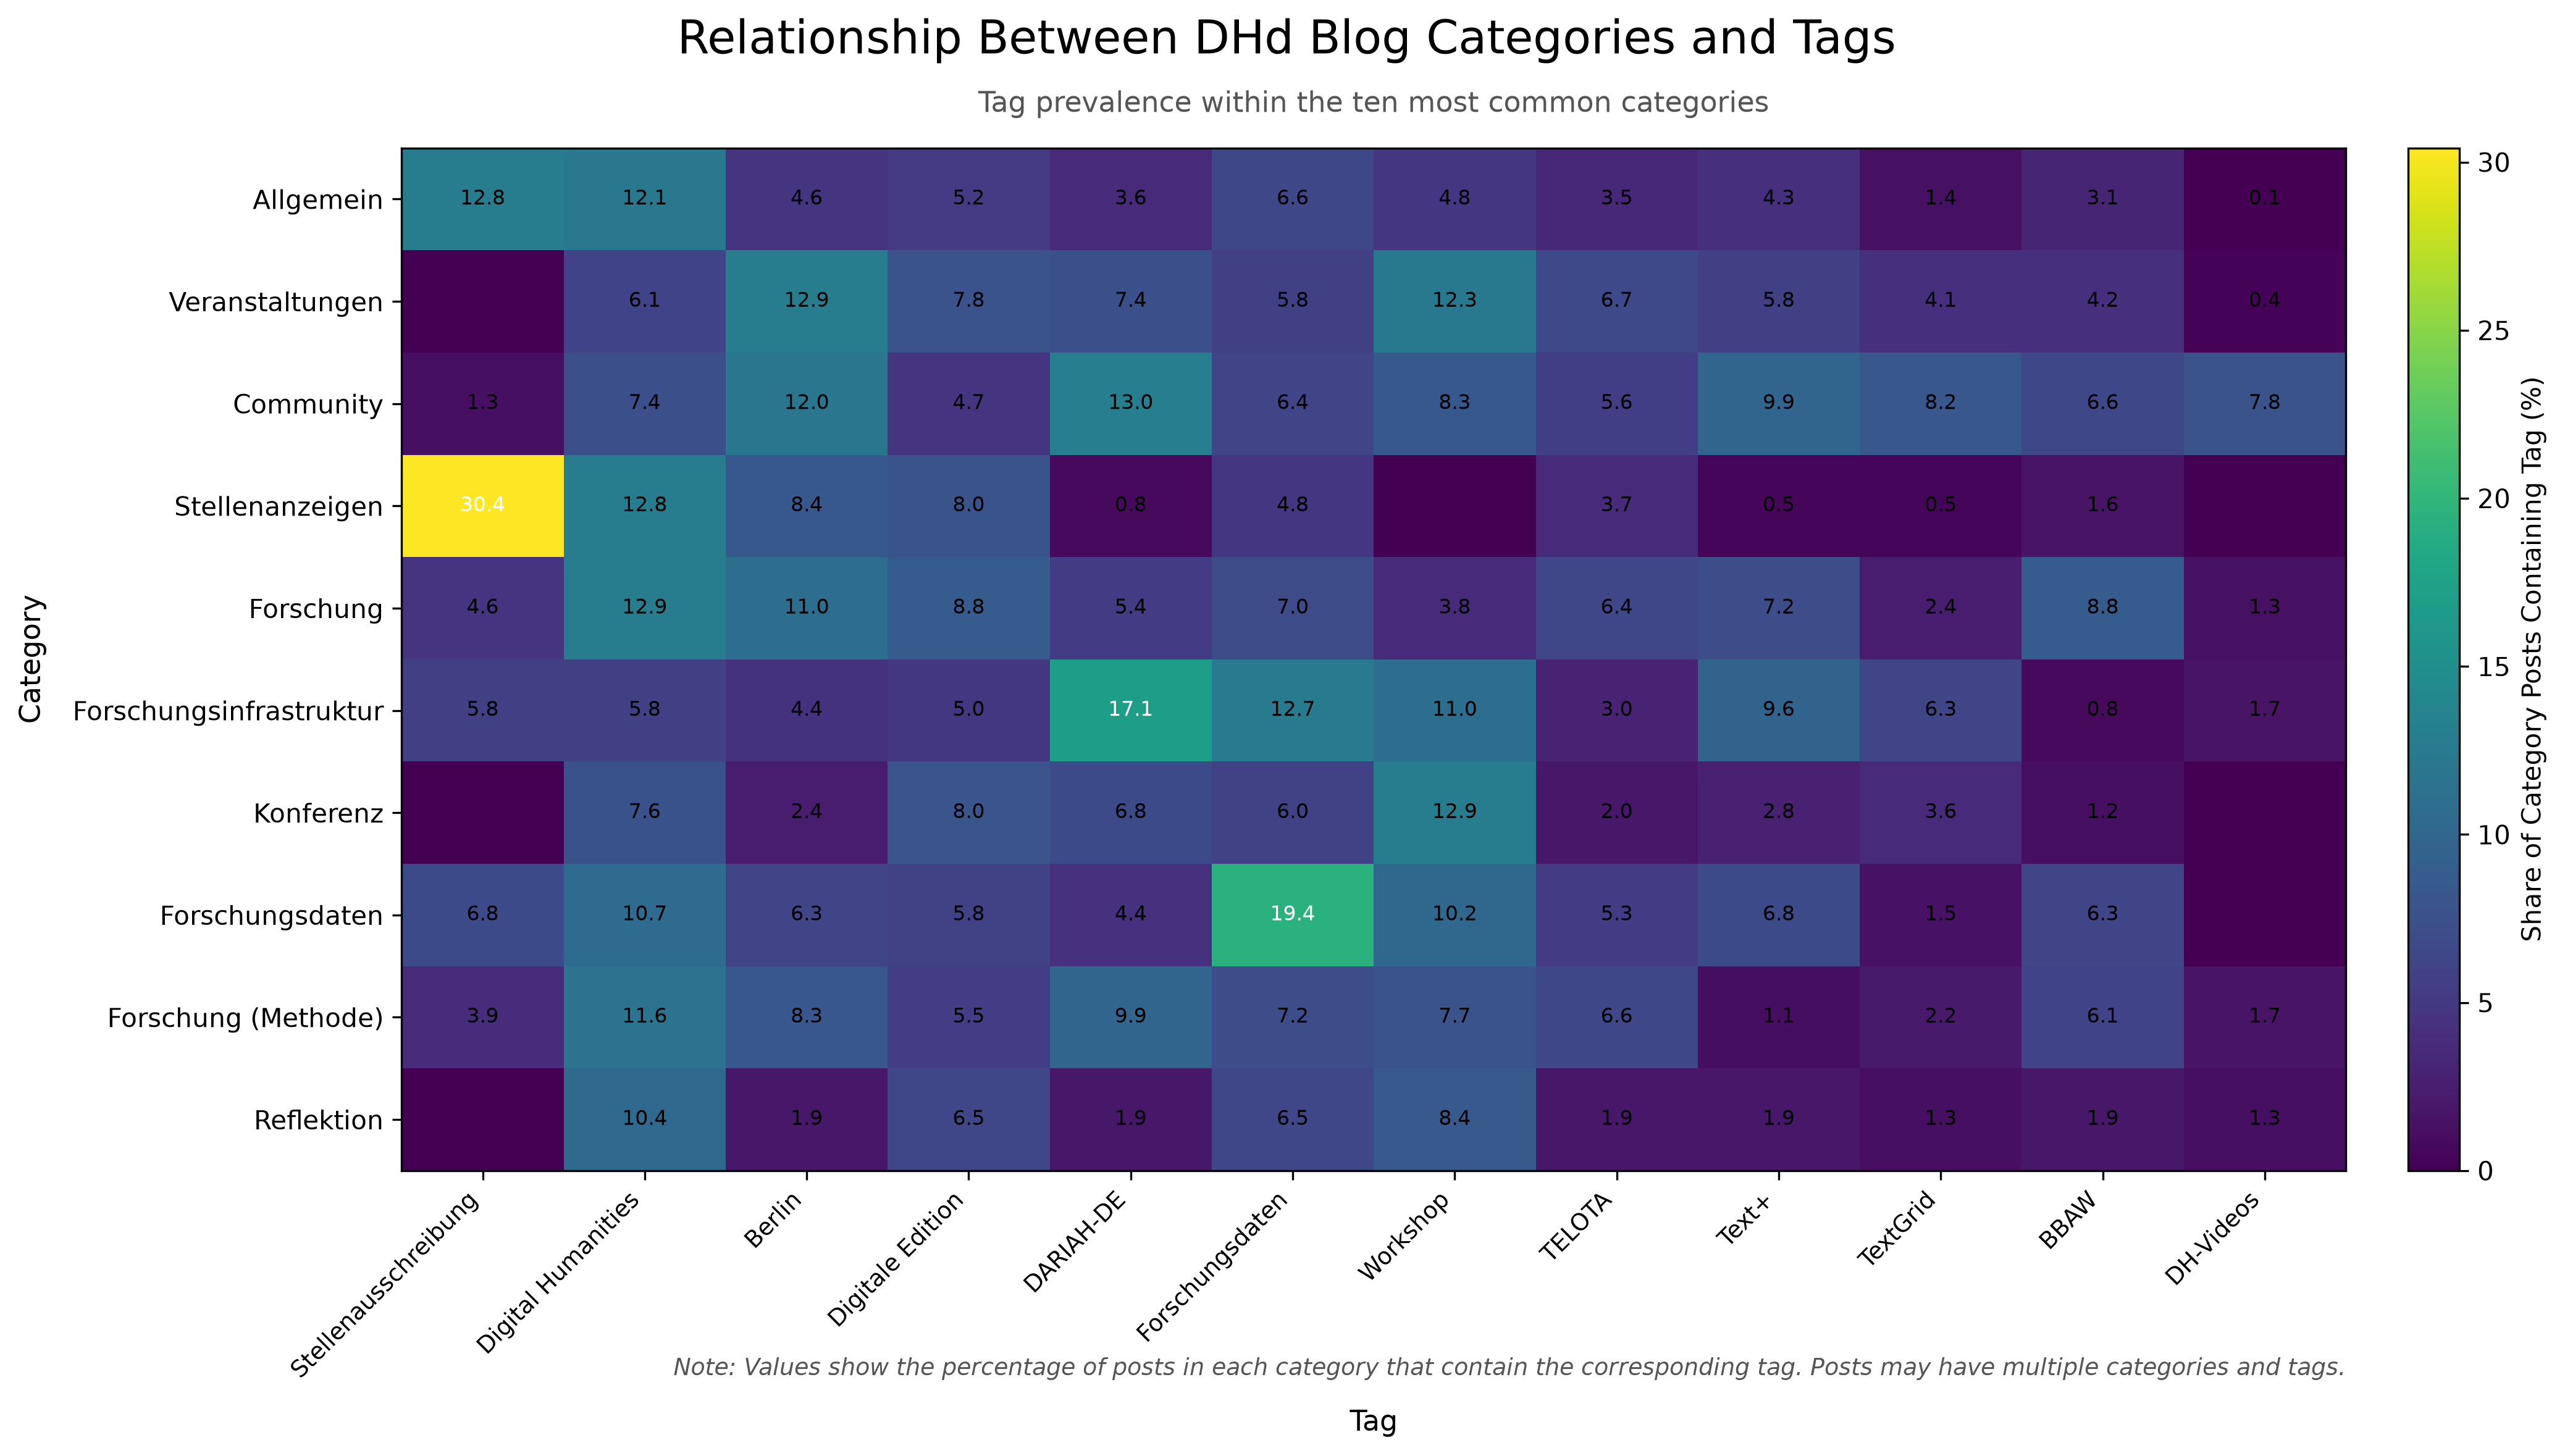 Relationship Between DHd Blog Categories and Tags
Tag prevalence within the ten most common categories
Category
Allgemein 12.8 12.1 4.6 5.2 3.6 6.6 4.8 3.5 4.3 1.4 3.1 0.1
Veranstaltungen 6.1 12.9 7.8 7.4 5.8 12.3 6.7 5.8 4.1 4.2 0.4
Community 1.3 7.4 12.0 4.7 13.0 6.4 8.3 5.6 9.9 8.2 6.6 7.8
Stellenanzeigen 30.4 12.8 8.4 8.0 0.8 4.8 3.7 0.5 0.5 1.6
Forschung 4.6 12.9 11.0 8.8 5.4 7.0 3.8 6.4 7.2 2.4 8.8 1.3
Forschungsinfrastruktur 5.8 5.8 4.4 5.0 17.1 12.7 11.0 3.0 9.6 6.3 0.8 1.7
Konferenz 7.6 2.4 8.0 6.8 6.0 12.9 2.0 2.8 3.6 1.2
Forschungsdaten 6.8 10.7 6.3 5.8 4.4 19.4 10.2 5.3 6.8 1.5 6.3
Forschung (Methode) 3.9 11.6 8.3 5.5 9.9 7.2 7.7 6.6 1.1 2.2 6.1 1.7
Reflektion 10.4 1.9 6.5 1.9 6.5 8.4 1.9 1.9 1.3 1.9 1.3
Stellenausschreibung
Digital Humanities
Berlin
Digitale Edition
DARIAH-DE
Forschungsdaten
Workshop
TELOTA
Text+
TextGrid
BBAW
DH-Videos
Note: Values show the percentage of posts in each category that contain the corresponding tag. Posts may have multiple categories and tags.
Tag
30
25
20
15
10
5
0
Share of Category Posts Containing Tag (%)